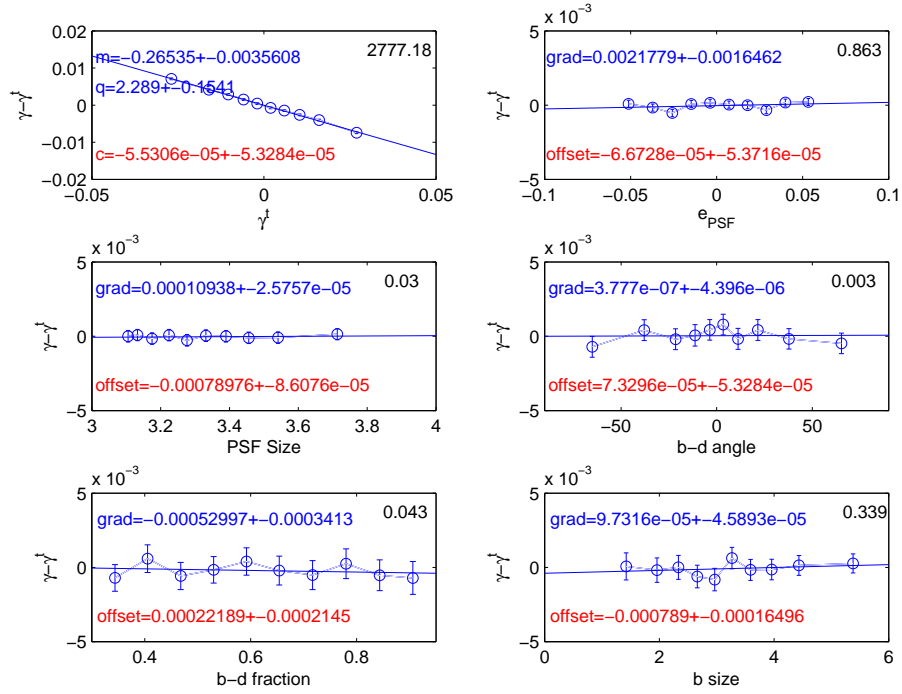 0.02
0.01
0
−0.01
−0.02
γ−γᵗ
m=−0.26535+−0.0035608
2777.18
q=2.289+−0.1541
c=−5.5306e−05+−5.3284e−05
−0.05
0
0.05
γᵗ
x 10⁻³
5
0
−5
γ−γᵗ
grad=0.0021779+−0.0016462
0.863
offset=−6.6728e−05+−5.3716e−05
−0.1
−0.05
0
0.05
0.1
e_PSF
x 10⁻³
5
0
−5
γ−γᵗ
grad=0.00010938+−2.5757e−05
0.03
offset=−0.00078976+−8.6076e−05
3
3.2
3.4
3.6
3.8
4
PSF Size
x 10⁻³
5
0
−5
γ−γᵗ
grad=3.777e−07+−4.396e−06
0.003
offset=7.3296e−05+−5.3284e−05
−50
0
50
b−d angle
x 10⁻³
5
0
−5
γ−γᵗ
grad=−0.00052997+−0.0003413
0.043
offset=0.00022189+−0.0002145
0.4
0.6
0.8
b−d fraction
x 10⁻³
5
0
−5
γ−γᵗ
grad=9.7316e−05+−4.5893e−05
0.339
offset=−0.000789+−0.00016496
0
2
4
6
b size